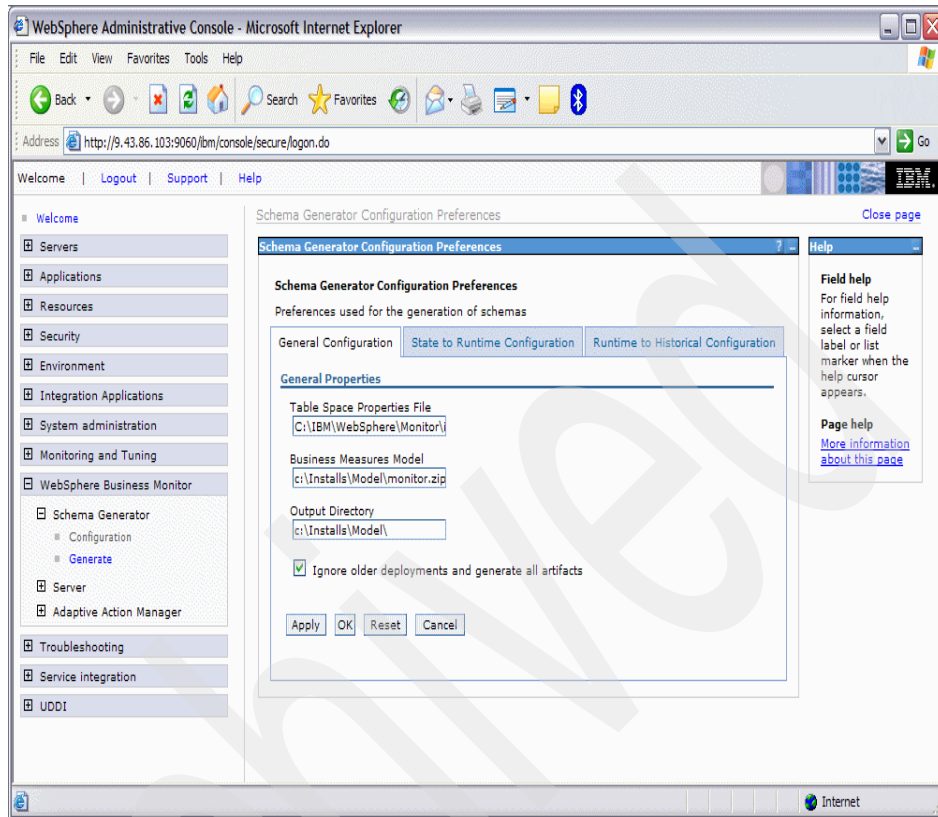 WebSphere Administrative Console - Microsoft Internet Explorer
File Edit View Favorites Tools Help
Back Search Favorites
Address http://9.43.86.103:9060/ibm/console/secure/logon.do Go
Welcome | Logout | Support | Help IBM.
Welcome
Servers
Applications
Resources
Security
Environment
Integration Applications
System administration
Monitoring and Tuning
WebSphere Business Monitor
Schema Generator
Configuration
Generate
Server
Adaptive Action Manager
Troubleshooting
Service integration
UDDI
Schema Generator Configuration Preferences Close page
Schema Generator Configuration Preferences ? -
Schema Generator Configuration Preferences
Preferences used for the generation of schemas
General Configuration State to Runtime Configuration Runtime to Historical Configuration
General Properties
Table Space Properties File
C:\IBM\WebSphere\Monitor\i
Business Measures Model
c:\Installs\Model\monitor.zip
Output Directory
c:\Installs\Model\
Ignore older deployments and generate all artifacts
Apply OK Reset Cancel
Help -
Field help
For field help
information,
select a field
label or list
marker when the
help cursor
appears.
Page help
More information
about this page
Internet
hived